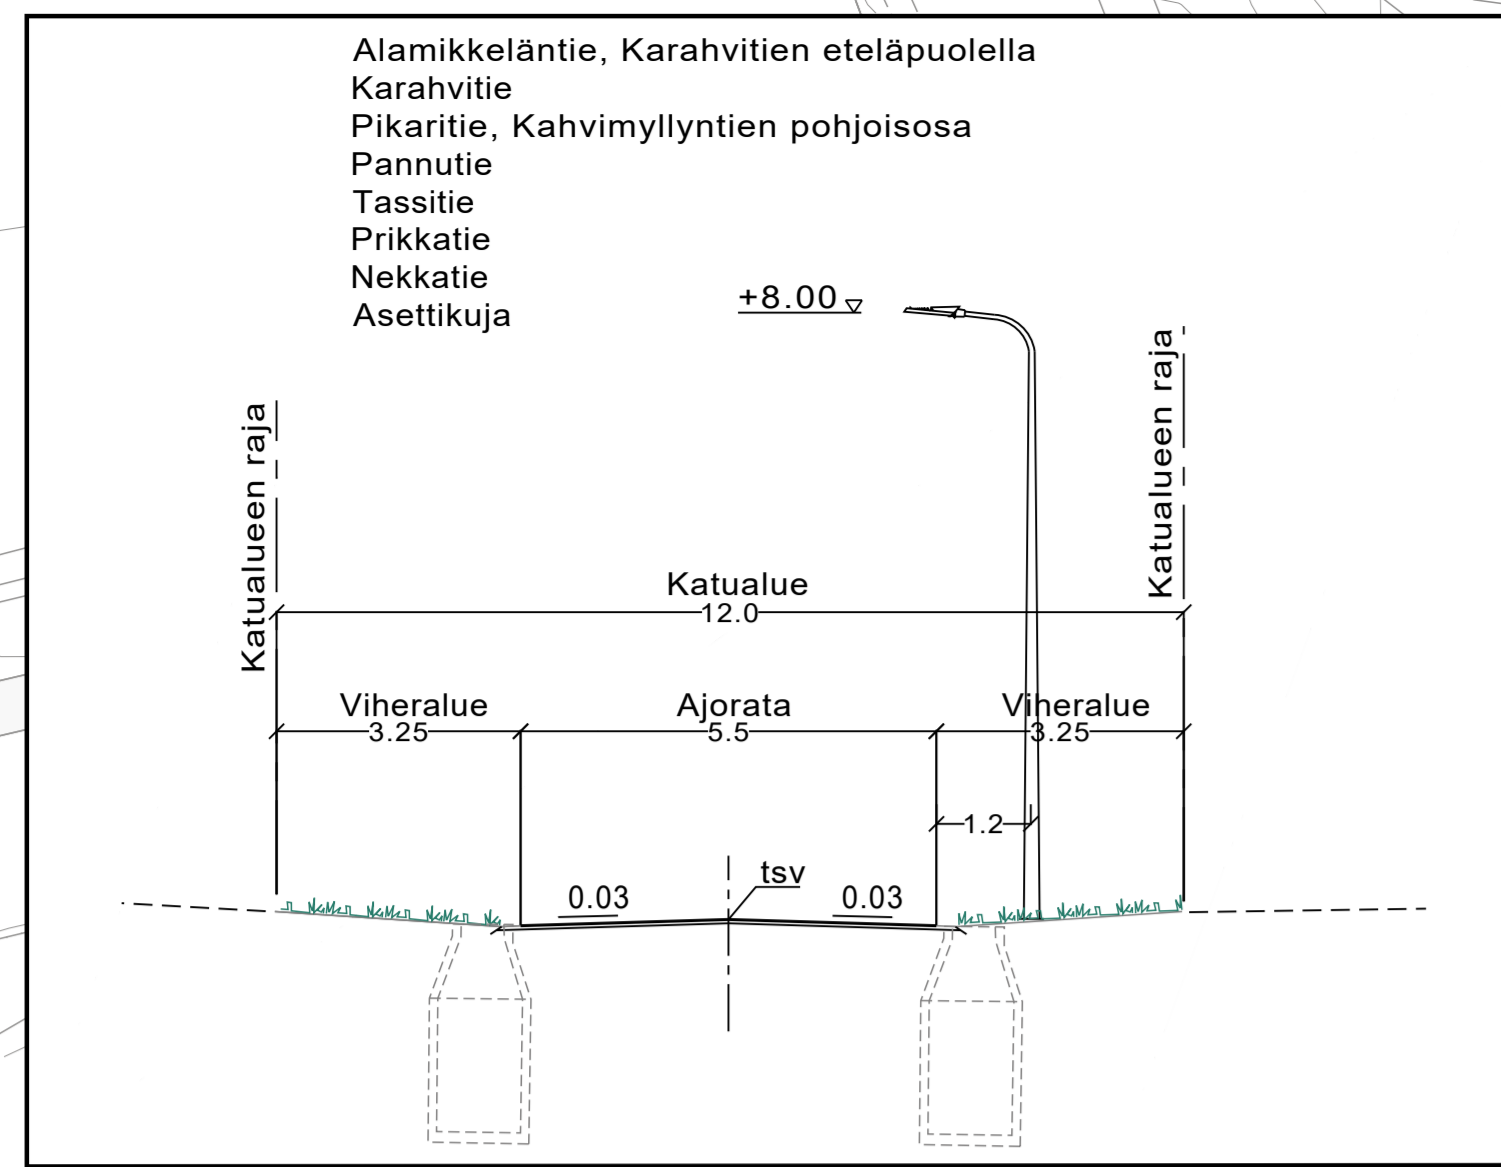 Alamikkeläntie, Karahvitien eteläpuolella
Karahvitie
Pikaritie, Kahvimyllyntien pohjoisosa
Pannutie
Tassitie
Prikkatie
Nekkatie
Asettikuja
+8.00
Katualueen raja
Katualueen raja
Katualue
12.0
Viheralue
3.25
Ajorata
5.5
Viheralue
3.25
1.2
tsv
0.03
0.03